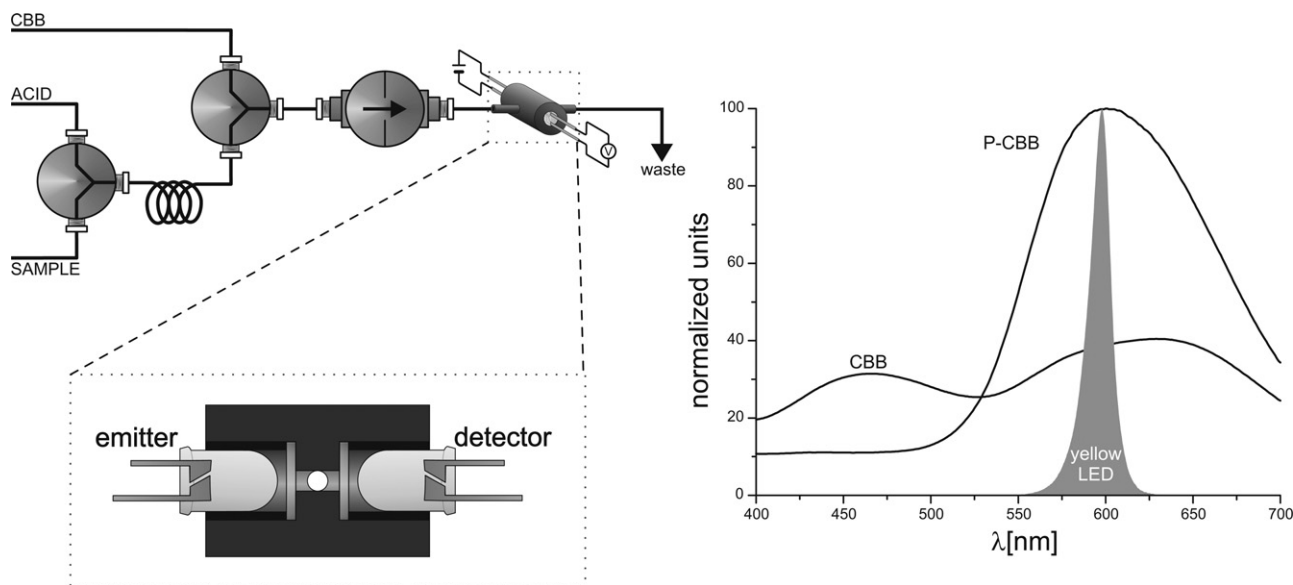 CBB
ACID
SAMPLE
V
waste
emitter
detector
normalized units
100
80
60
40
20
0
P-CBB
CBB
yellow
LED
400
450
500
550
600
650
700
λ[nm]